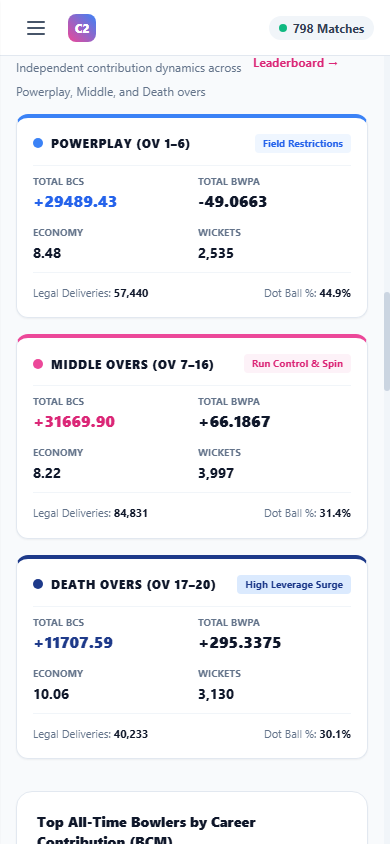 C2
798 Matches
Independent contribution dynamics across
Powerplay, Middle, and Death overs
Leaderboard →
POWERPLAY (OV 1–6)
Field Restrictions
TOTAL BCS
TOTAL BWPA
+29489.43
-49.0663
ECONOMY
WICKETS
8.48
2,535
Legal Deliveries: 57,440
Dot Ball %: 44.9%
MIDDLE OVERS (OV 7–16)
Run Control & Spin
TOTAL BCS
TOTAL BWPA
+31669.90
+66.1867
ECONOMY
WICKETS
8.22
3,997
Legal Deliveries: 84,831
Dot Ball %: 31.4%
DEATH OVERS (OV 17–20)
High Leverage Surge
TOTAL BCS
TOTAL BWPA
+11707.59
+295.3375
ECONOMY
WICKETS
10.06
3,130
Legal Deliveries: 40,233
Dot Ball %: 30.1%
Top All-Time Bowlers by Career
Contribution (BCM)